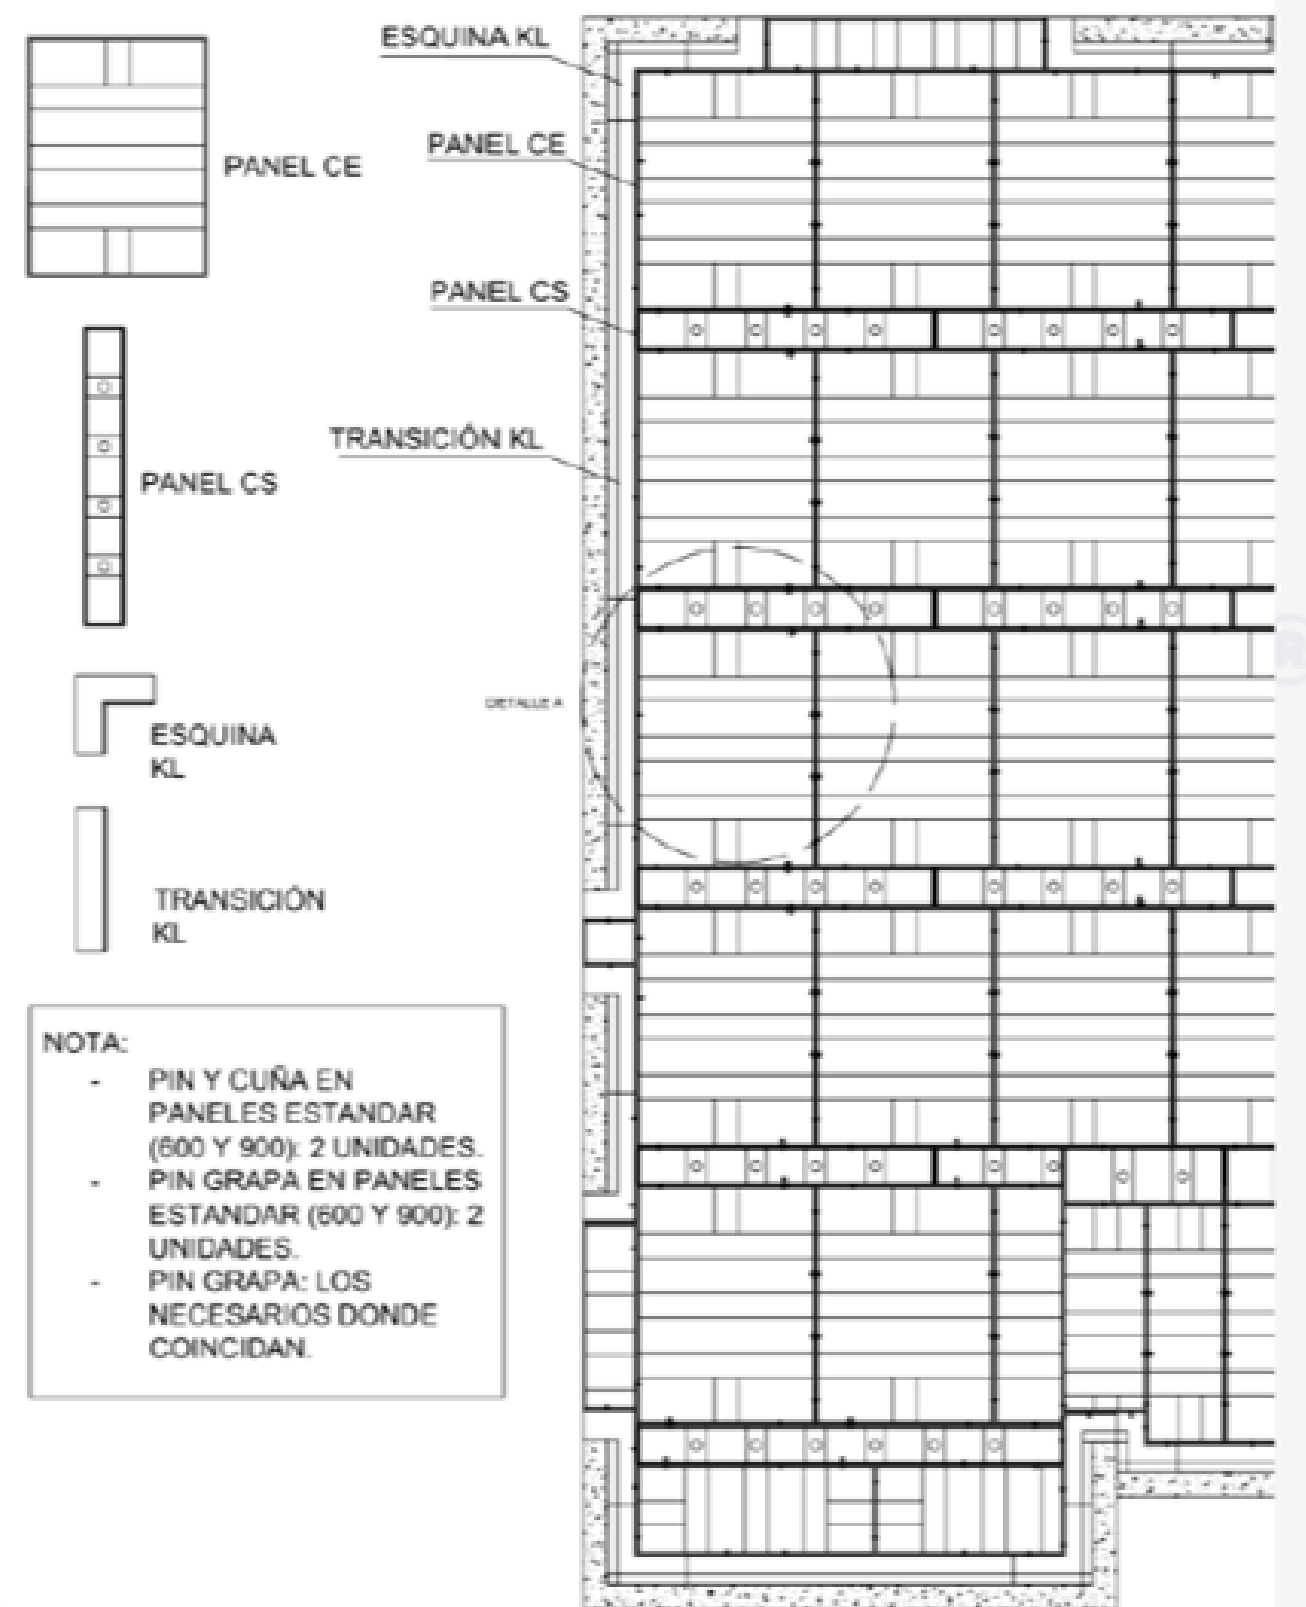 ESQUINA KL
PANEL CE
PANEL CE
PANEL CS
TRANSICIÓN KL
PANEL CS
DETALLE A
ESQUINA
KL
TRANSICIÓN
KL
NOTA:
- PIN Y CUÑA EN
PANELES ESTANDAR
(600 Y 900): 2 UNIDADES.
- PIN GRAPA EN PANELES
ESTANDAR (600 Y 900): 2
UNIDADES.
- PIN GRAPA: LOS
NECESARIOS DONDE
COINCIDAN.
R